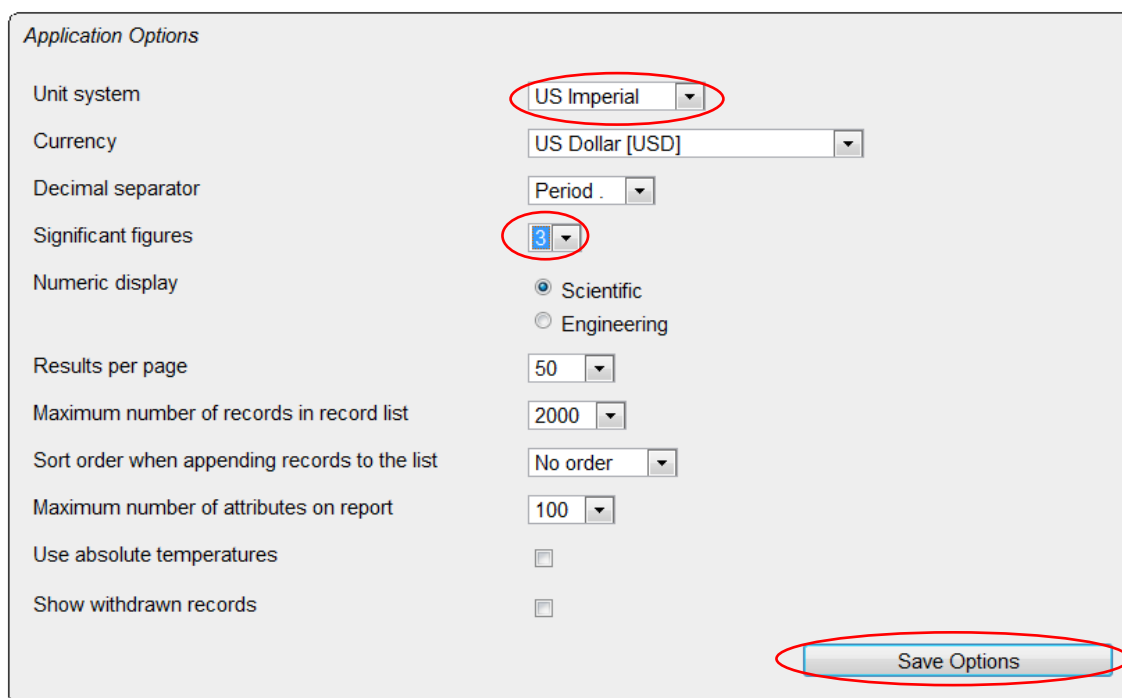 Application Options
Unit system US Imperial
Currency US Dollar [USD]
Decimal separator Period .
Significant figures 3
Numeric display Scientific
Engineering
Results per page 50
Maximum number of records in record list 2000
Sort order when appending records to the list No order
Maximum number of attributes on report 100
Use absolute temperatures
Show withdrawn records
Save Options